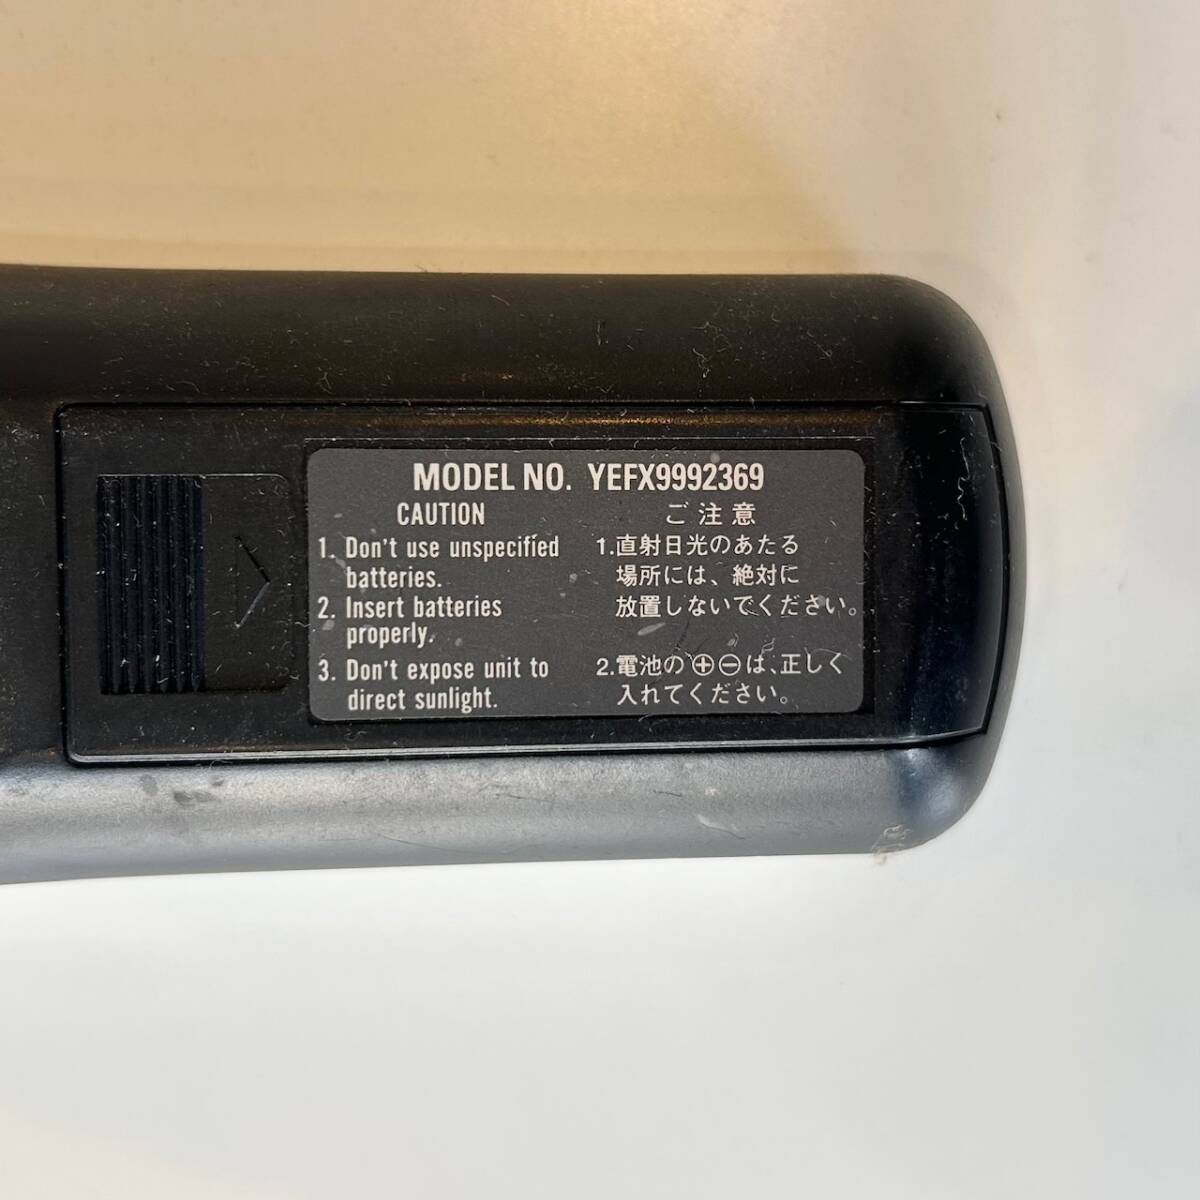 MODEL NO. YEFX9992369
CAUTION
1. Don't use unspecified
batteries.
2. Insert batteries
properly.
3. Don't expose unit to
direct sunlight.
ご注意
1.直射日光のあたる
場所には、絶対に
放置しないでください。
2.電池の⊕⊖は、正しく
入れてください。